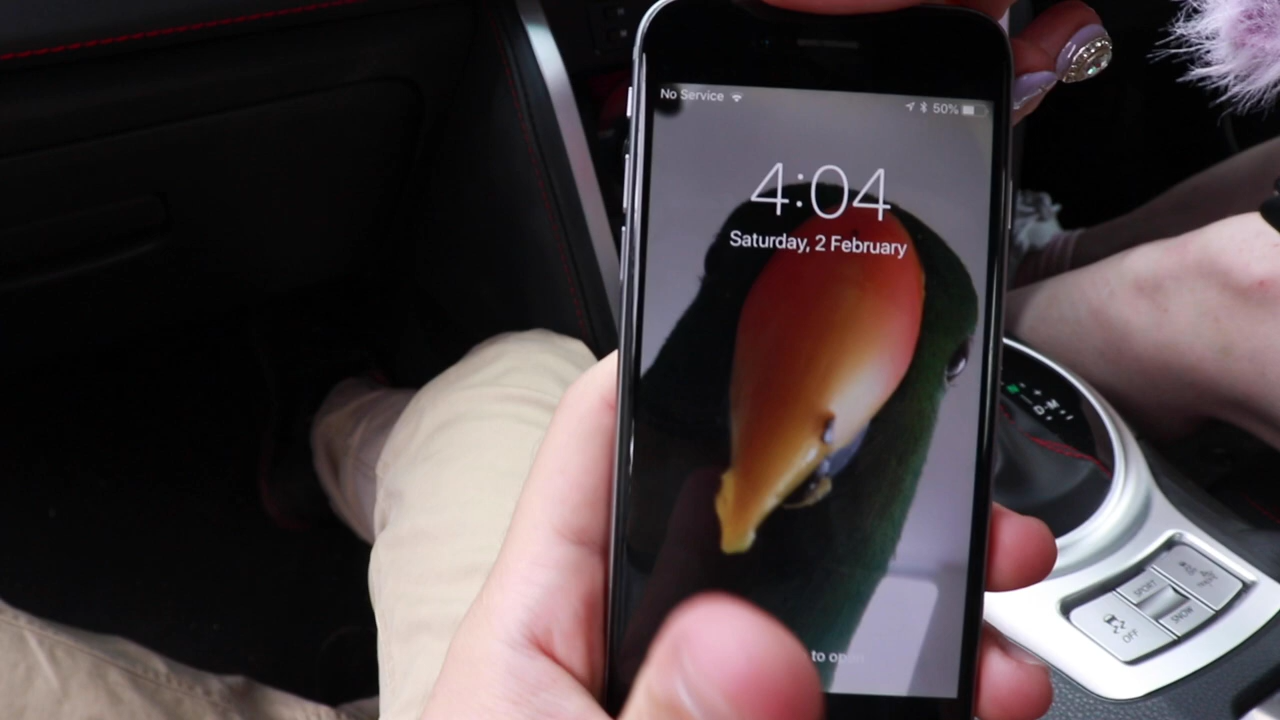 No Service
50%
4:04
Saturday, 2 February
to open
D-M
SPORT
SNOW
OFF